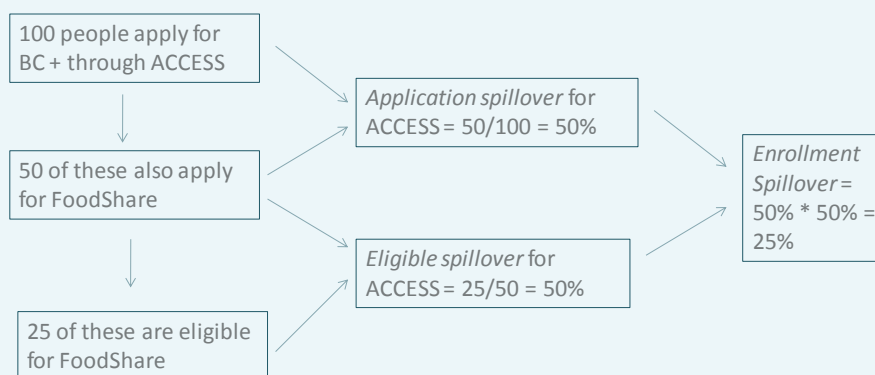 100 people apply for
BC + through ACCESS
Application spillover for
ACCESS = 50/100 = 50%
50 of these also apply
for FoodShare
Enrollment
Spillover =
50% * 50% =
25%
Eligible spillover for
ACCESS = 25/50 = 50%
25 of these are eligible
for FoodShare